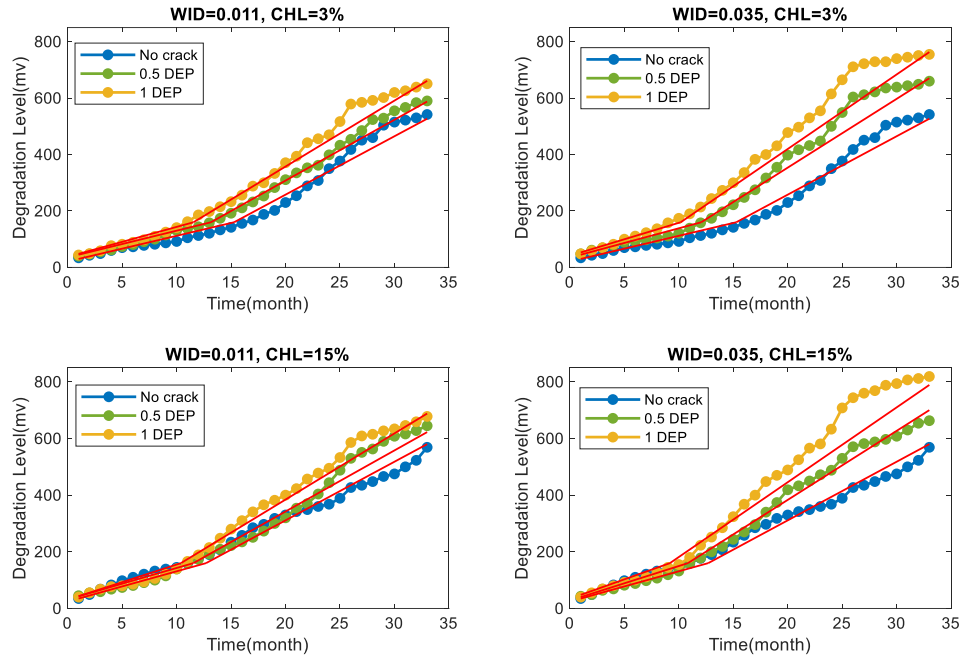 WID=0.011, CHL=3%
Degradation Level(mv)
800
600
400
200
0
No crack
0.5 DEP
1 DEP
0 5 10 15 20 25 30 35
Time(month)
WID=0.035, CHL=3%
Degradation Level(mv)
800
600
400
200
0
No crack
0.5 DEP
1 DEP
0 5 10 15 20 25 30 35
Time(month)
WID=0.011, CHL=15%
Degradation Level(mv)
800
600
400
200
0
No crack
0.5 DEP
1 DEP
0 5 10 15 20 25 30 35
Time(month)
WID=0.035, CHL=15%
Degradation Level(mv)
800
600
400
200
0
No crack
0.5 DEP
1 DEP
0 5 10 15 20 25 30 35
Time(month)